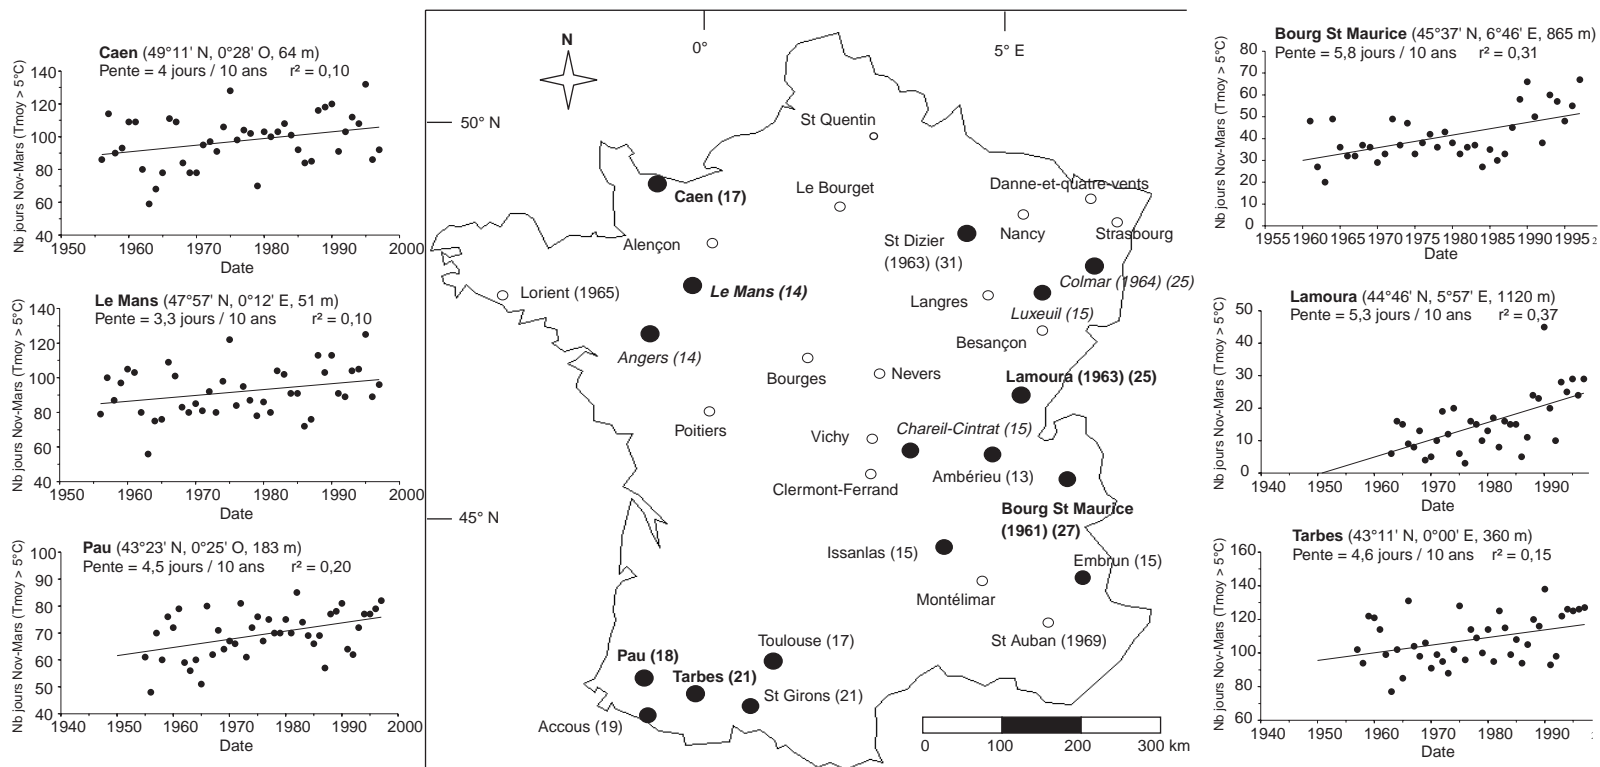 Caen (49°11' N, 0°28' O, 64 m)
Pente = 4 jours / 10 ans r² = 0,10
Nb jours Nov-Mars (Tmoy > 5°C)
140
120
100
80
60
40
1950 1960 1970 1980 1990 2000
Date
Le Mans (47°57' N, 0°12' E, 51 m)
Pente = 3,3 jours / 10 ans r² = 0,10
Nb jours Nov-Mars (Tmoy > 5°C)
140
120
100
80
60
40
1950 1960 1970 1980 1990 2000
Date
Pau (43°23' N, 0°25' O, 183 m)
Pente = 4,5 jours / 10 ans r² = 0,20
Nb jours Nov-Mars (Tmoy > 5°C)
100
90
80
70
60
50
40
1940 1950 1960 1970 1980 1990 2000
Date
N
0°
5° E
50° N
45° N
St Quentin
Caen (17)
Le Bourget
Danne-et-quatre-vents
Alençon
St Dizier
(1963) (31)
Nancy
Strasbourg
Colmar (1964) (25)
Le Mans (14)
Lorient (1965)
Langres
Luxeuil (15)
Angers (14)
Besançon
Bourges
Nevers
Lamoura (1963) (25)
Poitiers
Vichy
Chareil-Cintrat (15)
Clermont-Ferrand
Ambérieu (13)
Bourg St Maurice
(1961) (27)
Issanlas (15)
Embrun (15)
Montélimar
St Auban (1969)
Toulouse (17)
Pau (18)
Tarbes (21)
St Girons (21)
Accous (19)
0 100 200 300 km
Bourg St Maurice (45°37' N, 6°46' E, 865 m)
Pente = 5,8 jours / 10 ans r² = 0,31
Nb jours Nov-Mars (Tmoy > 5°C)
80
70
60
50
40
30
20
10
0
1955 1960 1965 1970 1975 1980 1985 1990 1995 2
Date
Lamoura (44°46' N, 5°57' E, 1120 m)
Pente = 5,3 jours / 10 ans r² = 0,37
Nb jours Nov-Mars (Tmoy > 5°C)
50
40
30
20
10
0
1940 1950 1960 1970 1980 1990
Date
Tarbes (43°11' N, 0°00' E, 360 m)
Pente = 4,6 jours / 10 ans r² = 0,15
Nb jours Nov-Mars (Tmoy > 5°C)
160
140
120
100
80
60
1940 1950 1960 1970 1980 1990
Date